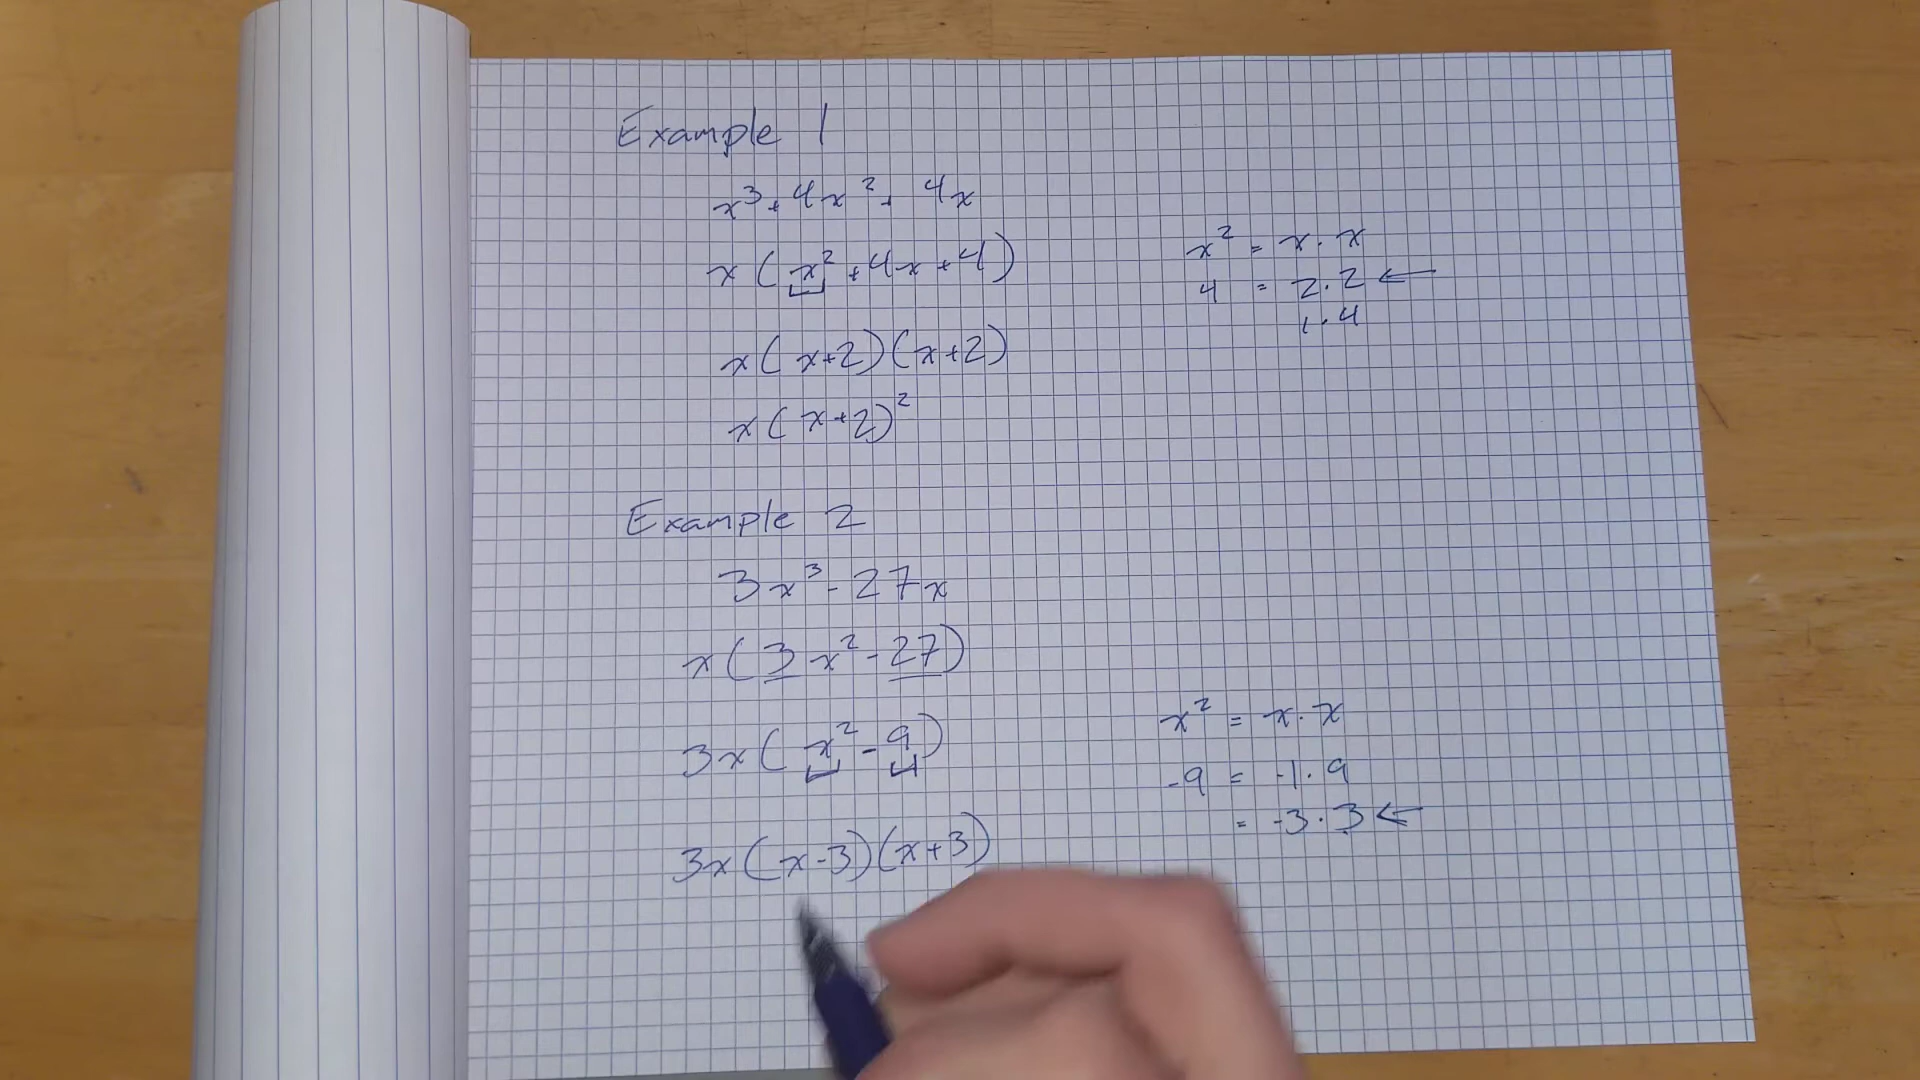 Example 1
x³+4x²+ 4x
x(x²+4x+4)
x² = x·x
4 = 2·2 ←
1·4
x(x+2)(x+2)
x(x+2)²
Example 2
3x³-27x
x(3x²-27)
3x(x²-9)
x² = x·x
-9 = -1·9
= -3·3 ←
3x(x-3)(x+3)